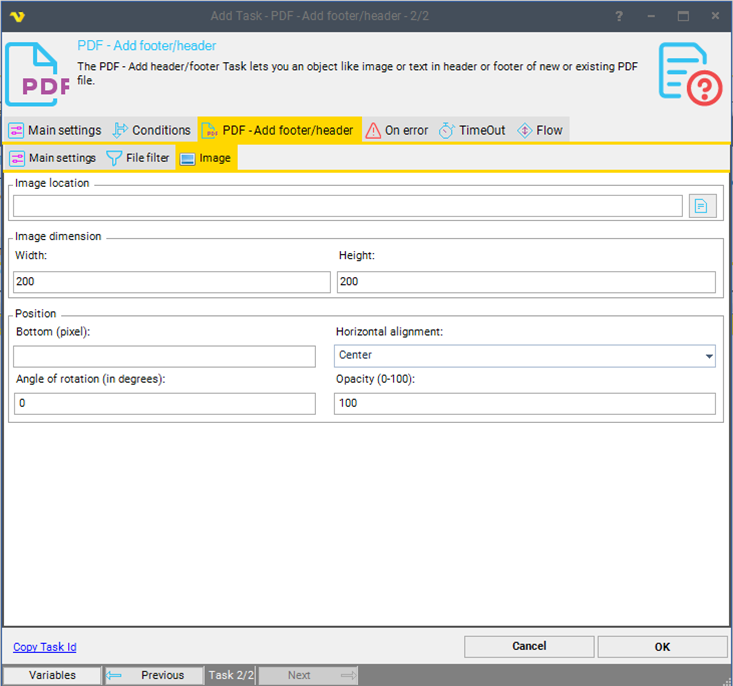 Add Task - PDF - Add footer/header - 2/2
?
PDF
PDF - Add footer/header
The PDF - Add header/footer Task lets you an object like image or text in header or footer of new or existing PDF
file.
?
Main settings Conditions PDF - Add footer/header On error TimeOut Flow
Main settings File filter Image
Image location
Image dimension
Width: Height:
200 200
Position
Bottom (pixel): Horizontal alignment:
Center
Angle of rotation (in degrees): Opacity (0-100):
0 100
Copy Task Id Cancel OK
Variables Previous Task 2/2 Next